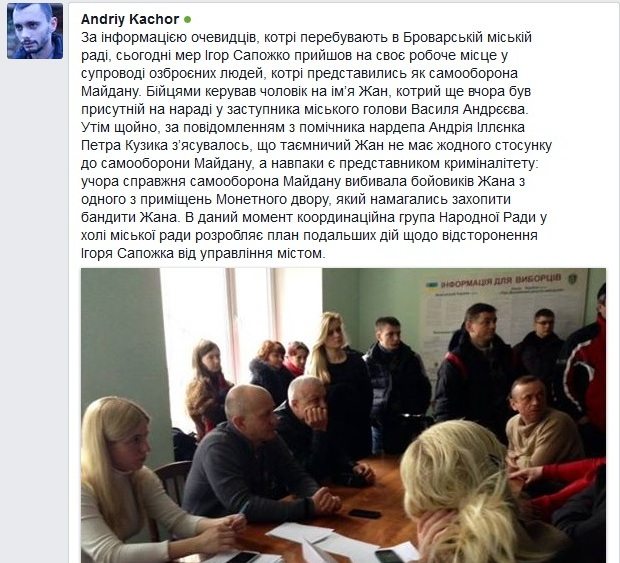 Andriy Kachor
За інформацією очевидців, котрі перебувають в Броварській міській
раді, сьогодні мер Ігор Сапожко прийшов на своє робоче місце у
супроводі озброєних людей, котрі представились як самооборона
Майдану. Бійцями керував чоловік на ім'я Жан, котрий ще вчора був
присутній на нараді у заступника міського голови Василя Андрєєва.
Утім щойно, за повідомленням з помічника нардепа Андрія Іллєнка
Петра Кузика з'ясувалось, що таємничий Жан не має жодного стосунку
до самооборони Майдану, а навпаки є представником криміналітету:
учора справжня самооборона Майдану вибивала бойовиків Жана з
одного з приміщень Монетного двору, який намагались захопити
бандити Жана. В даний момент координаційна група Народної Ради у
холі міської ради розробляє план подальших дій щодо відсторонення
Ігоря Сапожка від управління містом.
ІНФОРМАЦІЯ ДЛЯ ВИБОРЦІВ